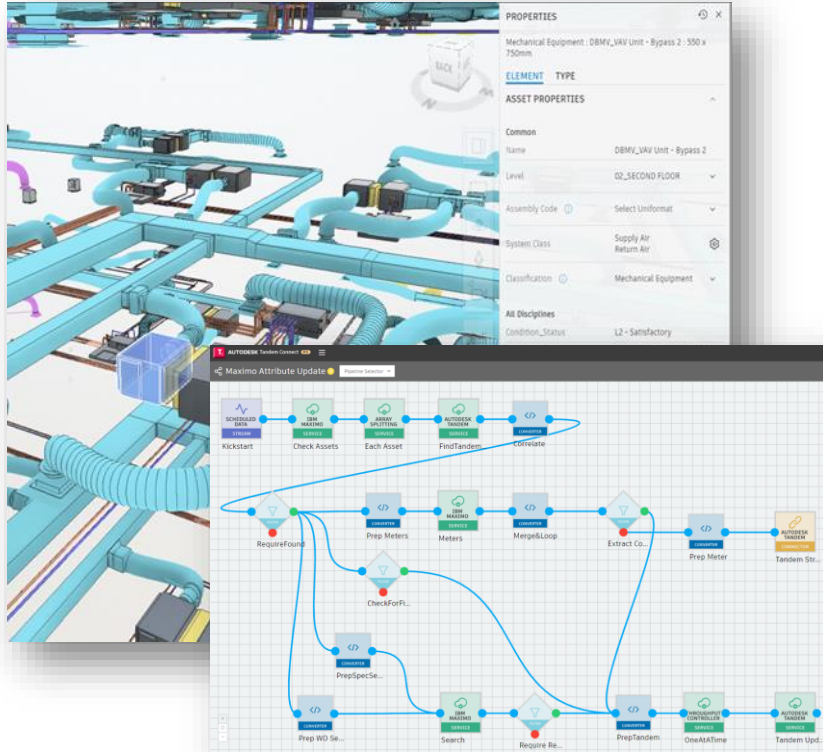 PROPERTIES
Mechanical Equipment : DBMV_VAV Unit - Bypass 2 : 550 x
750mm
ELEMENT TYPE
ASSET PROPERTIES
Common
Name DBMV_VAV Unit - Bypass 2
Level 02_SECOND FLOOR
Assembly Code Select Uniformat
System Class Supply Air
Return Air
Classification Mechanical Equipment
All Disciplines
Condition_Status L2 - Satisfactory
BACK
N
AUTODESK Tandem Connect
Maximo Attribute Update Pipeline Selector
SCHEDULED
DATA
STREAM
Kickstart
IBM
MAXIMO
SERVICE
Check Assets
ARRAY
SPLITTING
SERVICE
Each Asset
AUTODESK
TANDEM
SERVICE
FindTandem...
CONVERTER
Correlate
RequireFound
CONVERTER
Prep Meters
IBM
MAXIMO
SERVICE
Meters
CONVERTER
Merge&Loop
Extract Co...
CONVERTER
Prep Meter
AUTODESK
TANDEM
Tandem Str...
CheckForFi...
CONVERTER
PrepSpecSe...
CONVERTER
Prep WO Se...
IBM
MAXIMO
SERVICE
Search
Require Re...
CONVERTER
PrepTandem
THROUGHPUT
CONTROLLER
SERVICE
OneAtATime
AUTODESK
TANDEM
SERVICE
Tandem Upd...